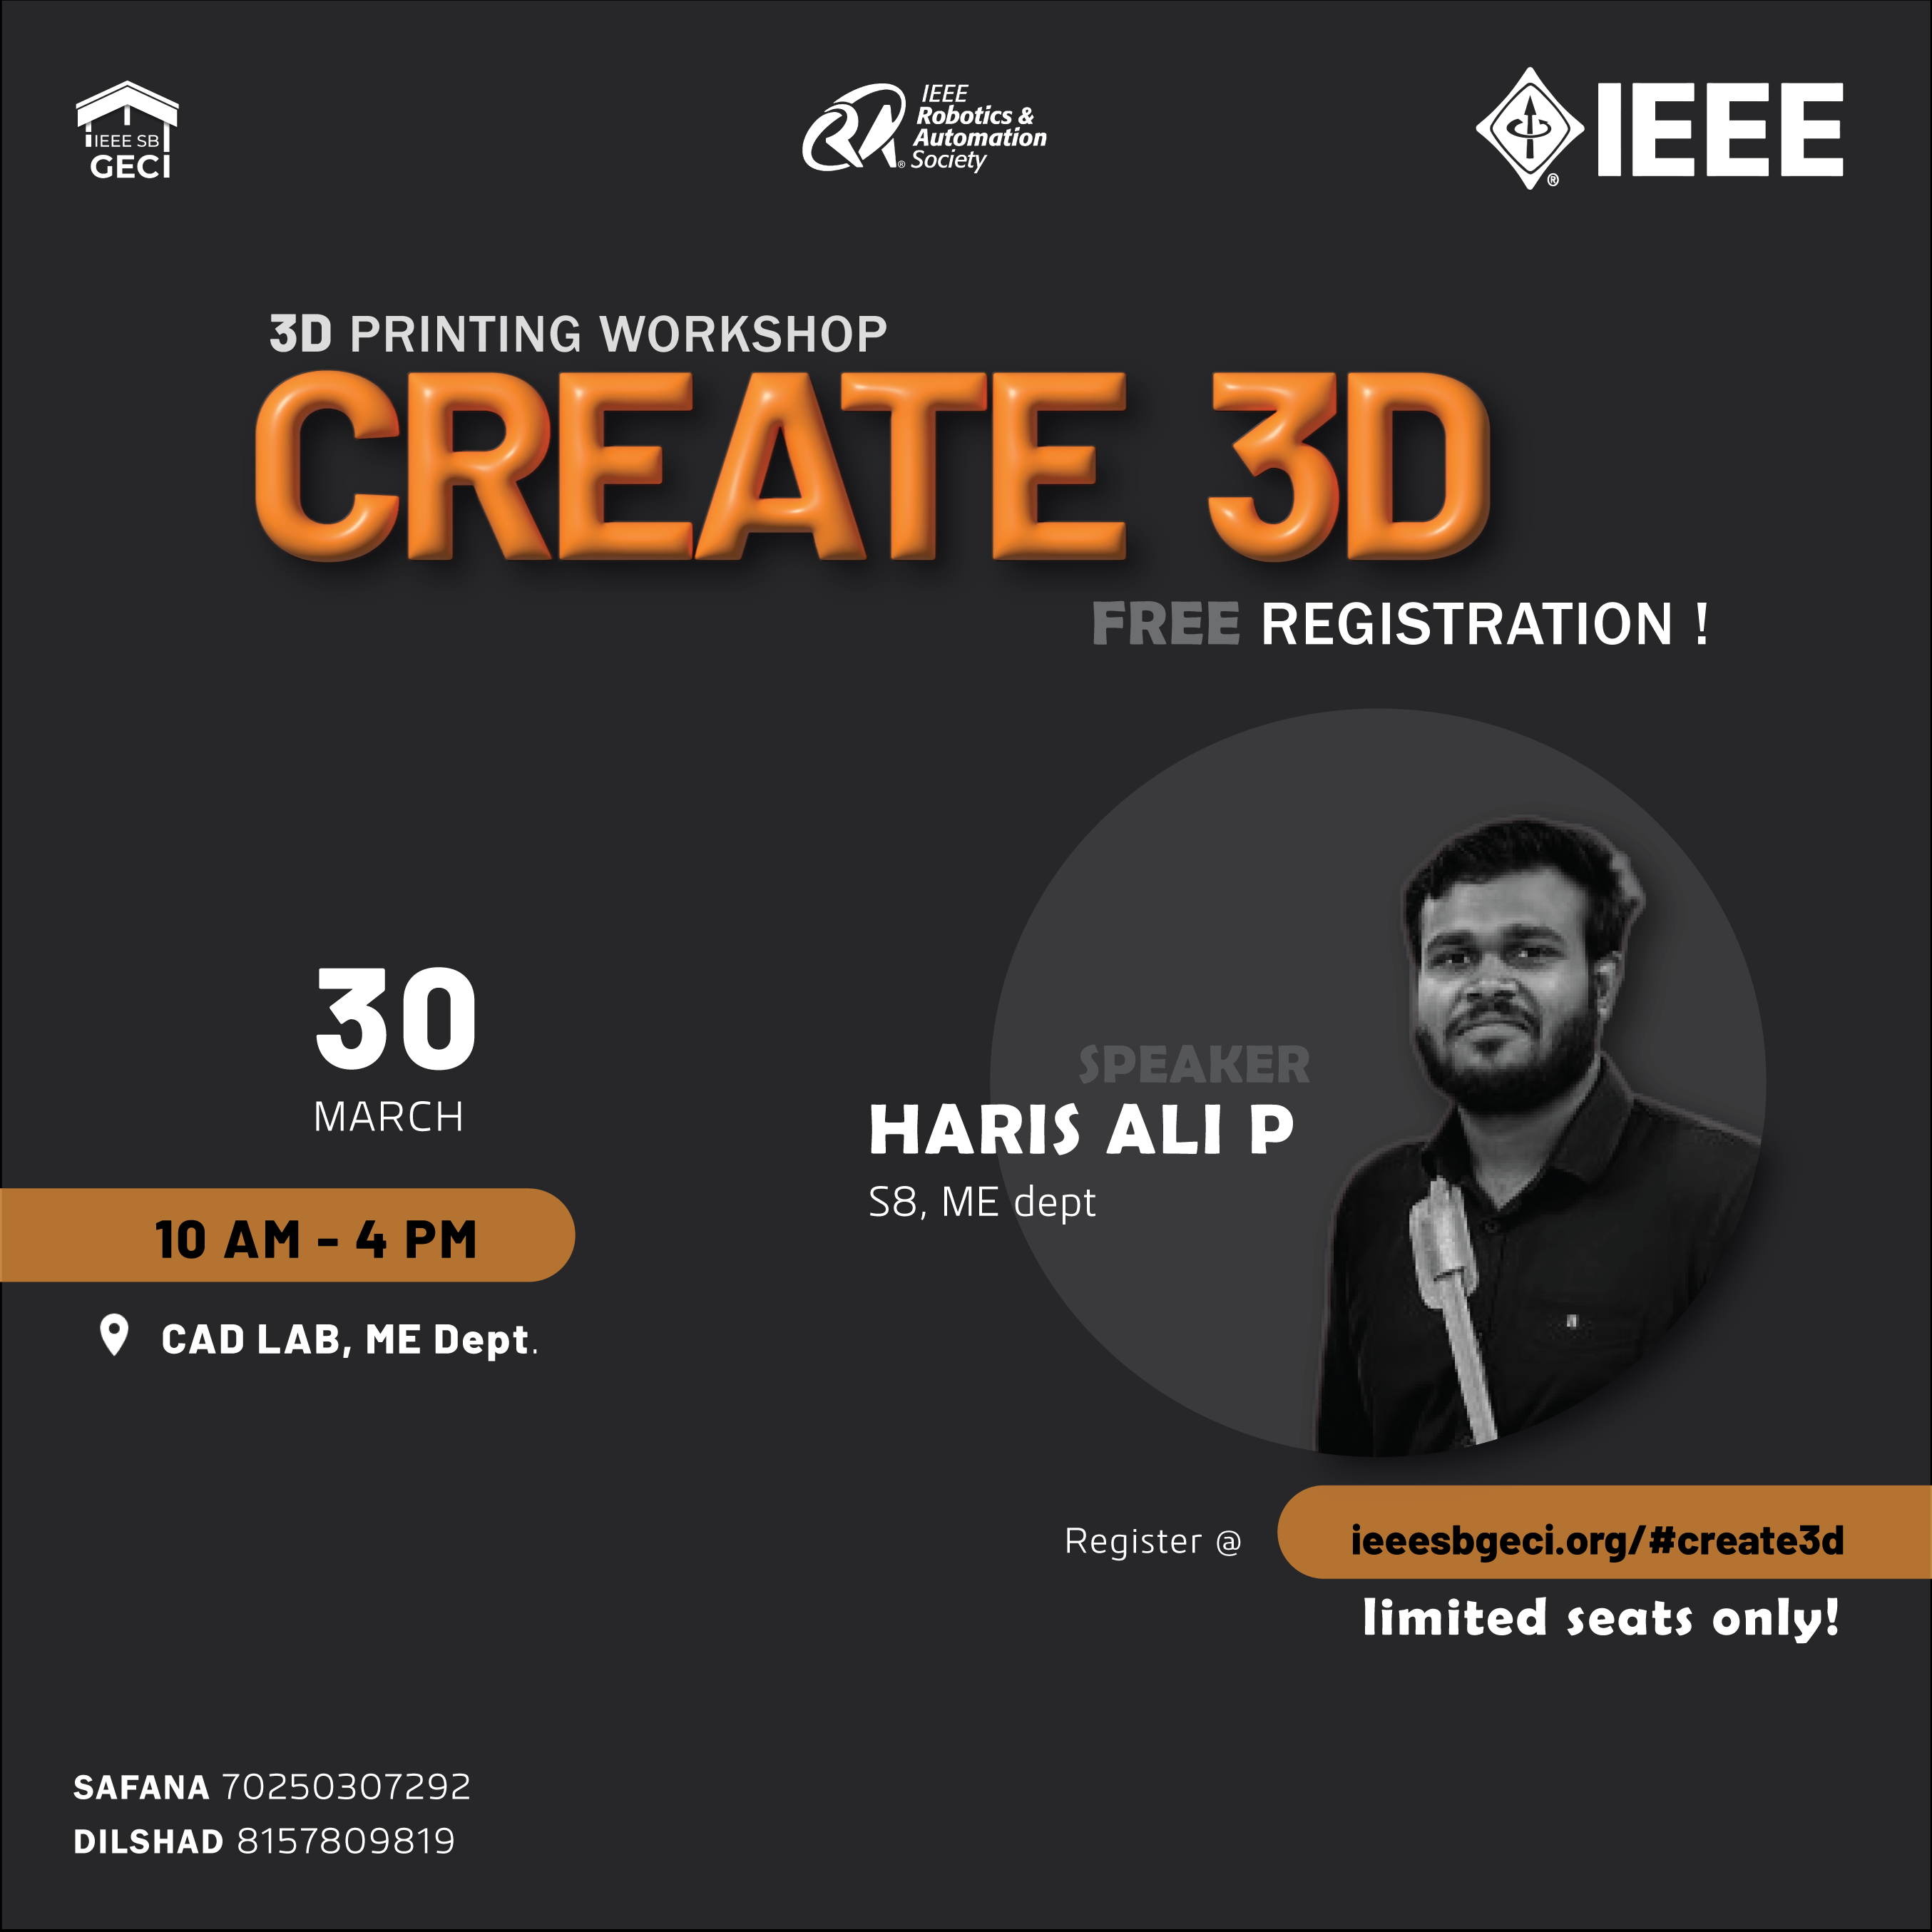 IEEE SB
GECI
IEEE
Robotics &
Automation
Society
®
IEEE
®
3D PRINTING WORKSHOP
CREATE 3D
FREE REGISTRATION !
30
MARCH
10 AM - 4 PM
CAD LAB, ME Dept.
SPEAKER
HARIS ALI P
S8, ME dept
Register @ ieeesbgeci.org/#create3d
limited seats only!
SAFANA 70250307292
DILSHAD 8157809819